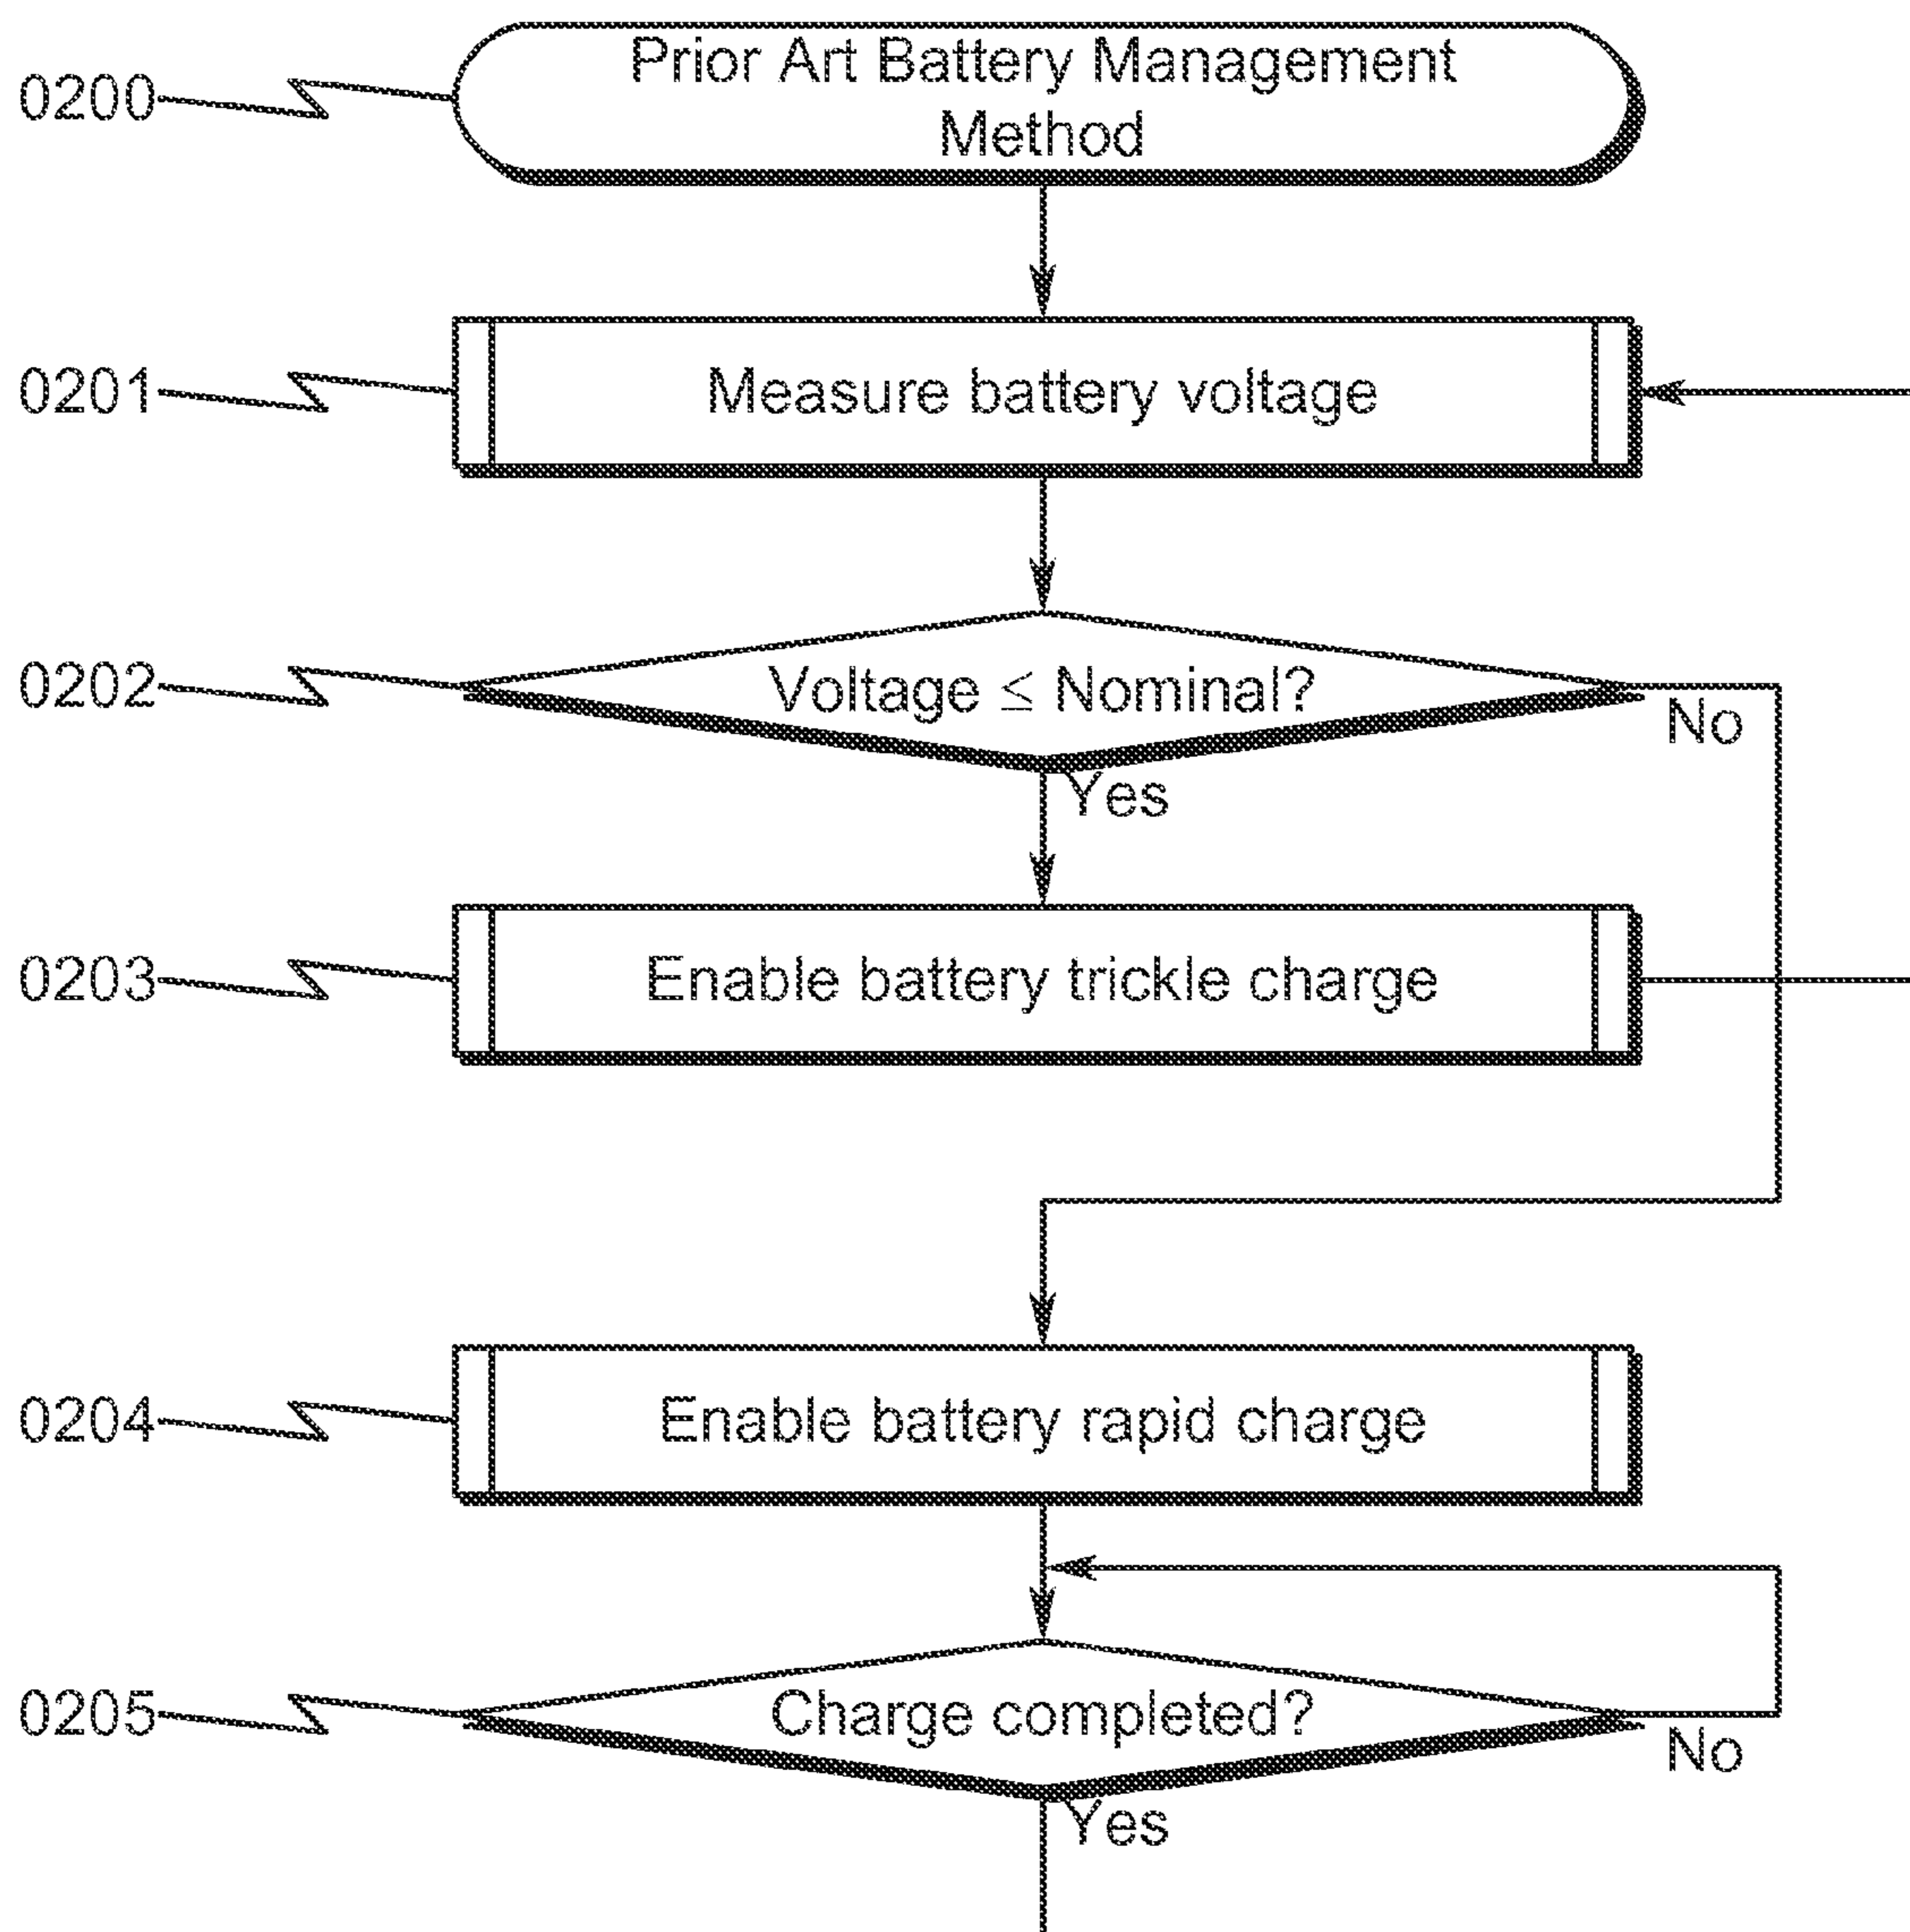 0200
Prior Art Battery Management
Method
0201
Measure battery voltage
0202
Voltage ≤ Nominal?
No
Yes
0203
Enable battery trickle charge
0204
Enable battery rapid charge
0205
Charge completed?
No
Yes